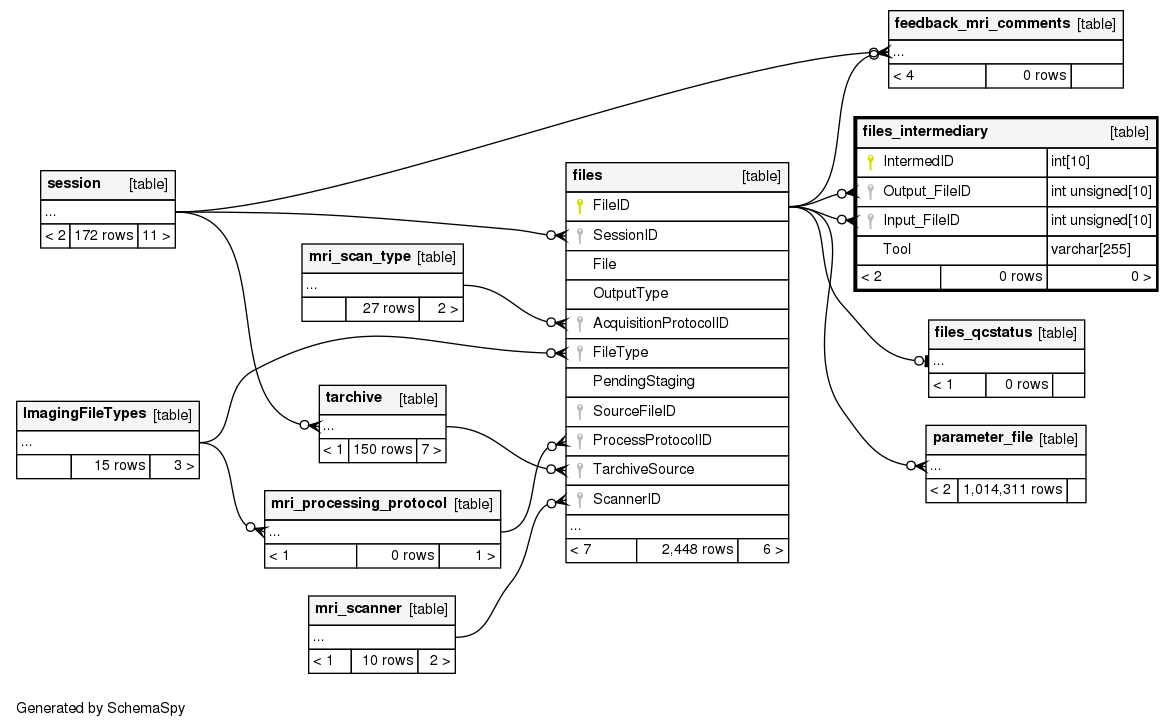 feedback_mri_comments [table]
...
< 4 0 rows
files_intermediary [table]
IntermedID int[10]
Output_FileID int unsigned[10]
Input_FileID int unsigned[10]
Tool varchar[255]
< 2 0 rows 0 >
session [table]
...
< 2 172 rows 11 >
files [table]
FileID
SessionID
File
OutputType
AcquisitionProtocolID
FileType
PendingStaging
SourceFileID
ProcessProtocolID
TarchiveSource
ScannerID
...
< 7 2,448 rows 6 >
mri_scan_type [table]
...
27 rows 2 >
files_qcstatus [table]
...
< 1 0 rows
tarchive [table]
...
< 1 150 rows 7 >
ImagingFileTypes [table]
...
15 rows 3 >
parameter_file [table]
...
< 2 1,014,311 rows
mri_processing_protocol [table]
...
< 1 0 rows 1 >
mri_scanner [table]
...
< 1 10 rows 2 >
Generated by SchemaSpy